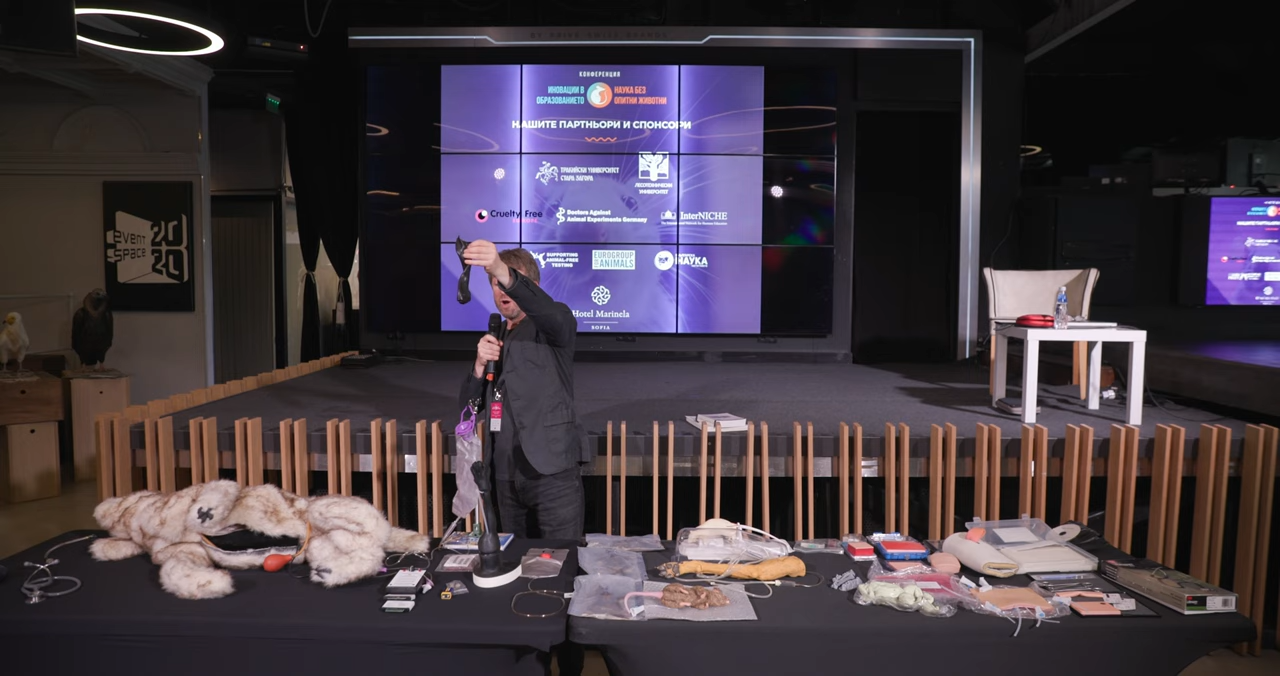 КОНФЕРЕНЦИЯ
ИНОВАЦИИ В
ОБРАЗОВАНИЕТО
НАУКА БЕЗ
ОПИТНИ ЖИВОТНИ
НАШИТЕ ПАРТНЬОРИ И СПОНСОРИ
ТРАКИЙСКИ УНИВЕРСИТЕТ
СТАРА ЗАГОРА
ЛЕСОТЕХНИЧЕСКИ
УНИВЕРСИТЕТ
Cruelty Free
Doctors Against
Animal Experiments Germany
InterNICHE
SUPPORTING
ANIMAL-FREE
TESTING
EUROGROUP
FOR ANIMALS
НАУКА
Hotel Marinela
SOFIA
event
space
2020